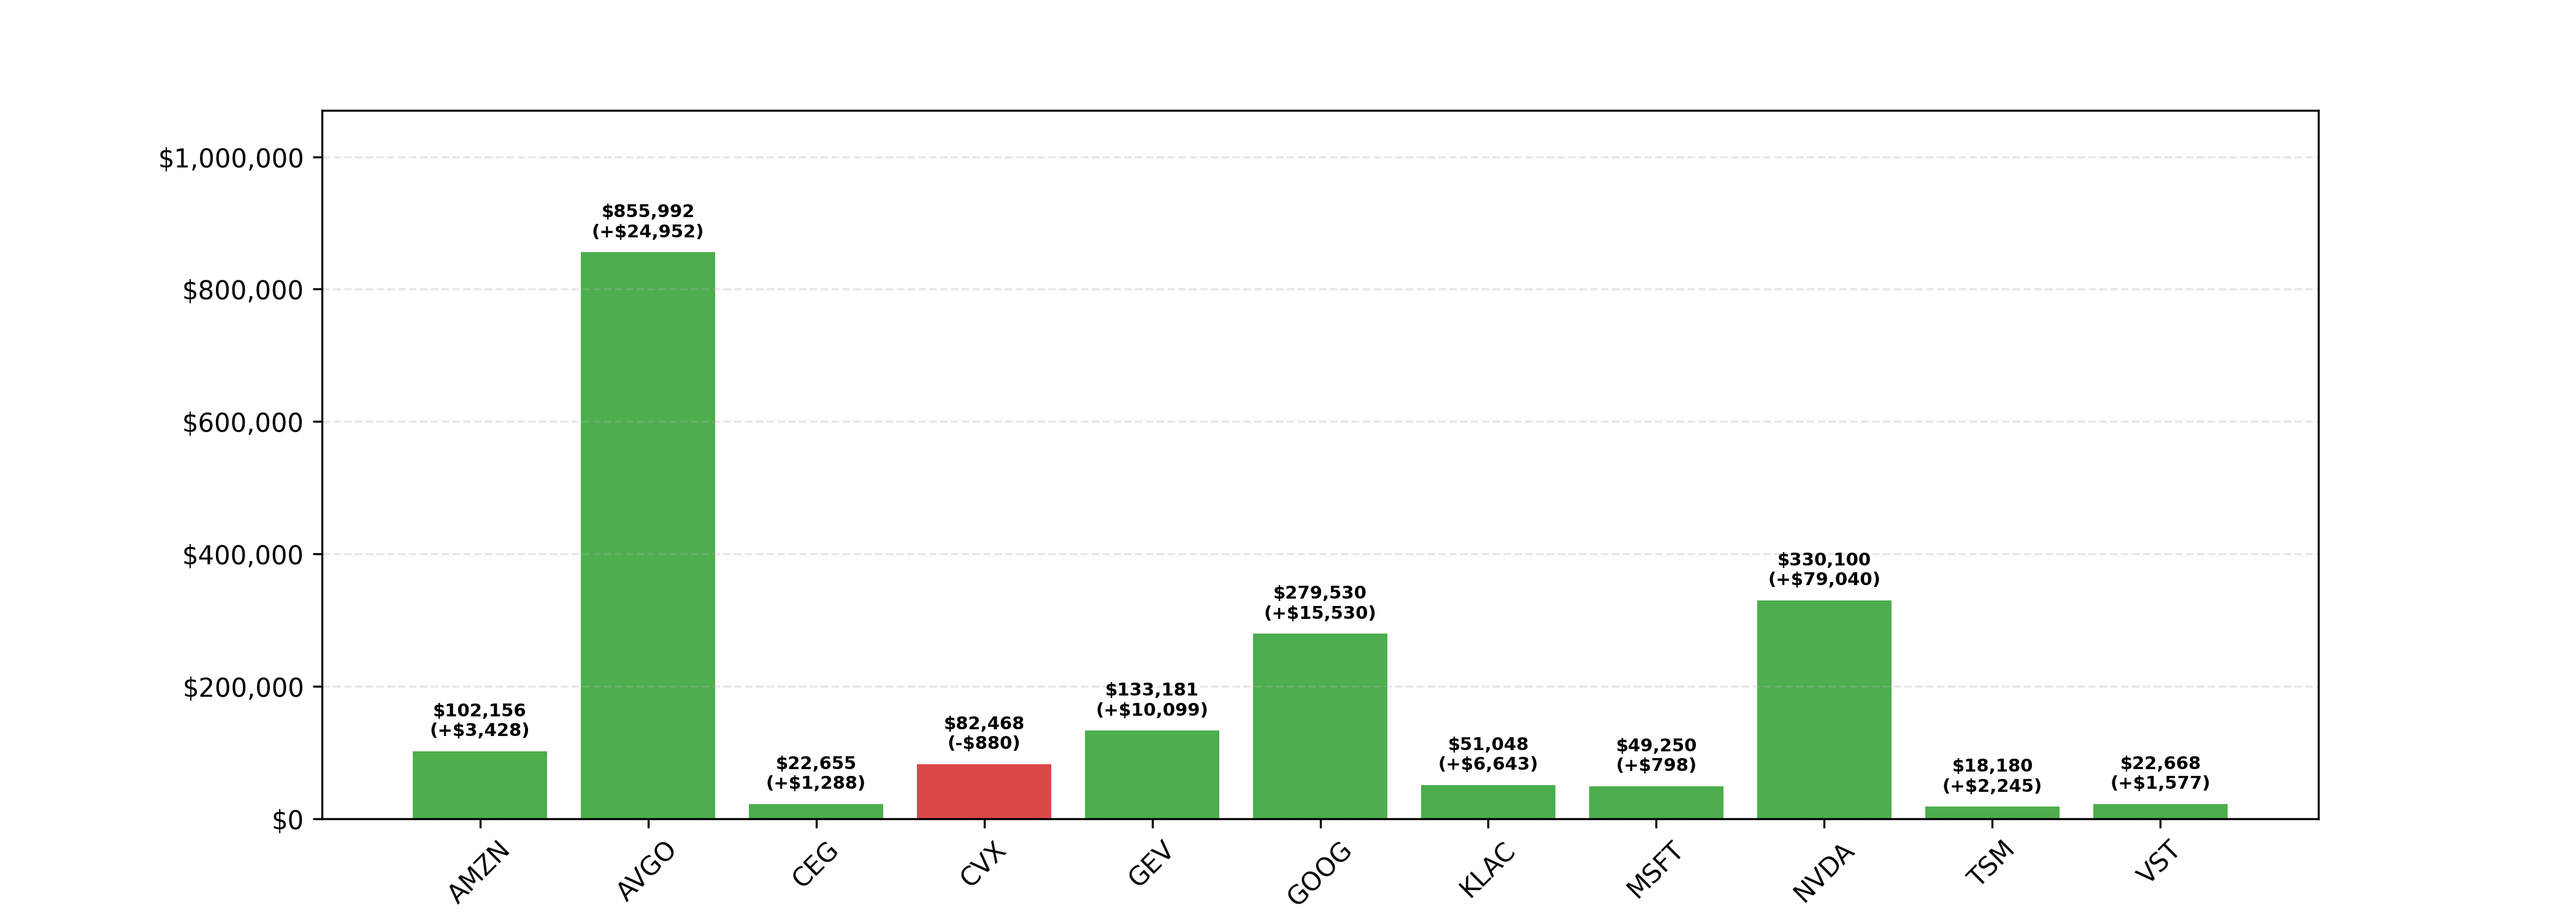 $1,000,000
$800,000
$600,000
$400,000
$200,000
$0
$102,156
(+$3,428)
$855,992
(+$24,952)
$22,655
(+$1,288)
$82,468
(-$880)
$133,181
(+$10,099)
$279,530
(+$15,530)
$51,048
(+$6,643)
$49,250
(+$798)
$330,100
(+$79,040)
$18,180
(+$2,245)
$22,668
(+$1,577)
AMZN
AVGO
CEG
CVX
GEV
GOOG
KLAC
MSFT
NVDA
TSM
VST